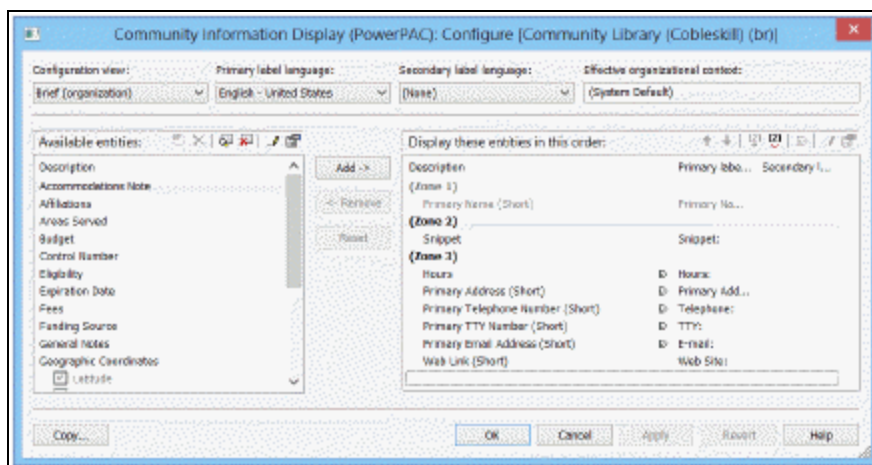 Community Information Display (PowerPAC): Configure [Community Library (Cobleskill) (br)]
Configuration view: Primary label language: Secondary label language: Effective organizational context:
Brief (organization) English - United States (None) (System Default)
Available entities: Display these entities in this order:
Description Add -> Description Primary labe... Secondary l...
Accommodations Note (Zone 1)
Affiliations <- Remove Primary Name (Short) Primary Na...
Areas Served (Zone 2)
Budget Reset Snippet Snippet:
Control Number (Zone 3)
Eligibility Hours D Hours:
Expiration Date Primary Address (Short) D Primary Add...
Fees Primary Telephone Number (Short) D Telephone:
Funding Source Primary TTY Number (Short) D TTY:
General Notes Primary Email Address (Short) D E-mail:
Geographic Coordinates Web Link (Short) Web Site:
Latitude
Copy... OK Cancel Apply Revert Help